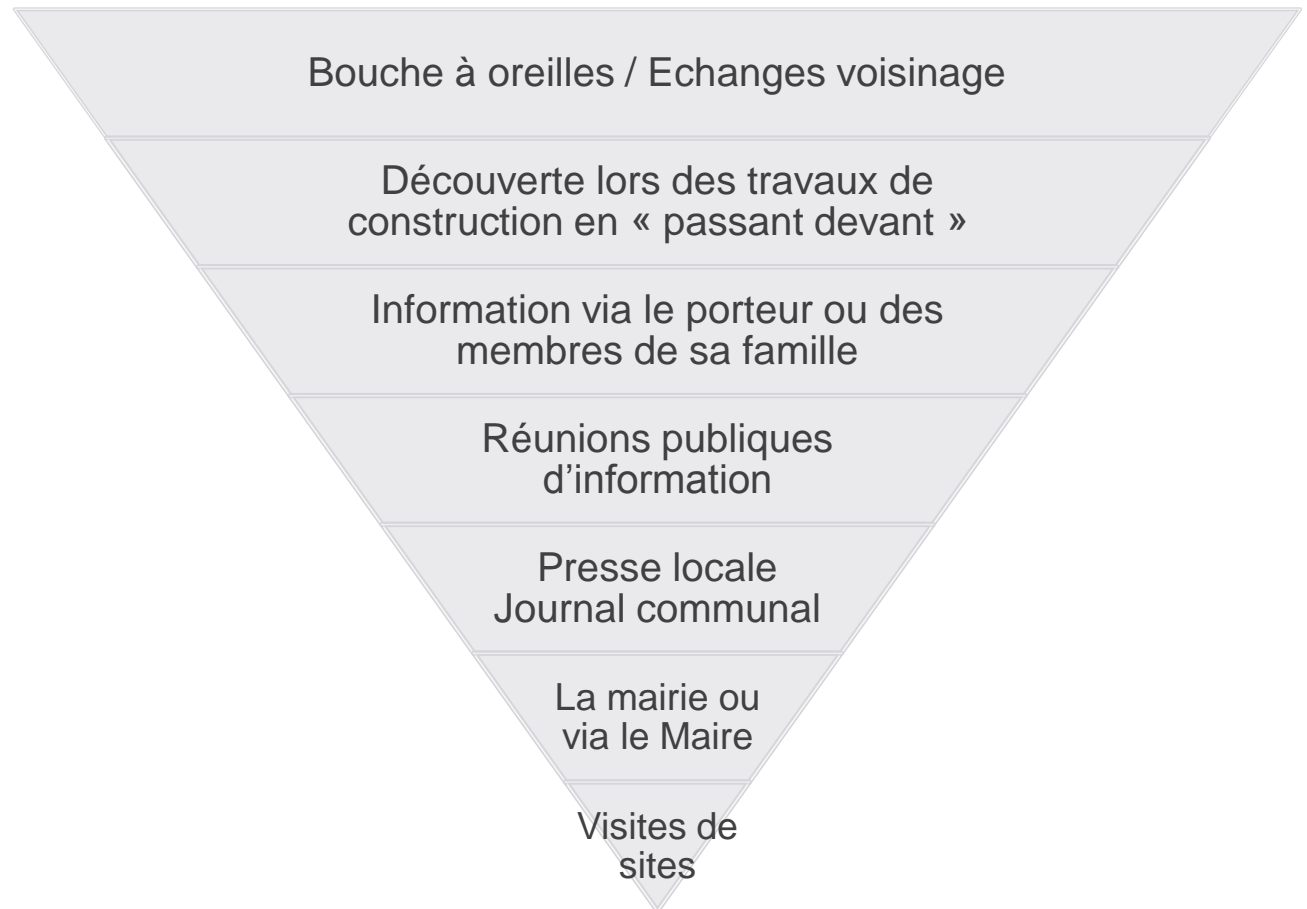 Bouche à oreilles / Echanges voisinage
Découverte lors des travaux de
construction en « passant devant »
Information via le porteur ou des
membres de sa famille
Réunions publiques
d’information
Presse locale
Journal communal
La mairie ou
via le Maire
Visites de
sites